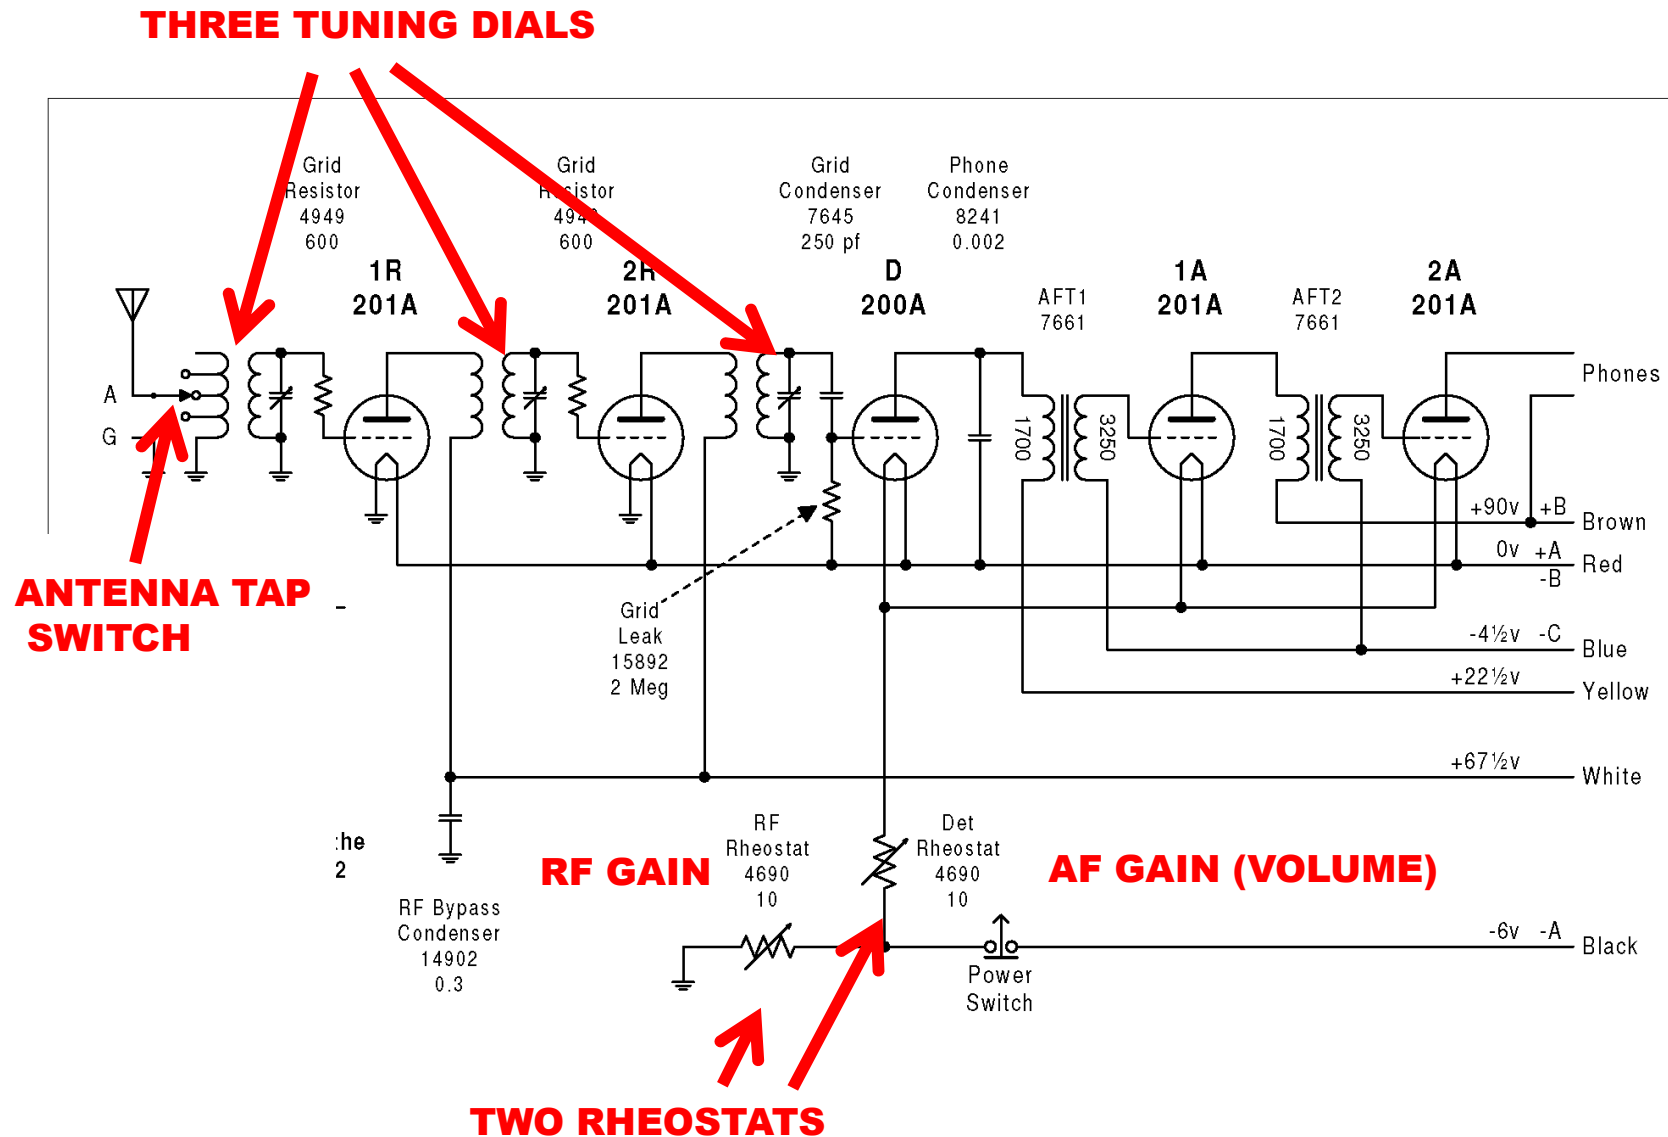 THREE TUNING DIALS
Grid
Resistor
4949
600
Grid
Resistor
600
Grid
Condenser
7645
250 pf
Phone
Condenser
8241
0.002
1R
201A
2R
201A
D
200A
AFT1
7661
1A
201A
AFT2
7661
2A
201A
A
G
1700
3250
1700
3250
Phones
+90v +B
Brown
0v +A
-B
Red
-4½v -C
Blue
+22½v
Yellow
+67½v
White
ANTENNA TAP
SWITCH
Grid
Leak
15892
2 Meg
:he
2
RF Bypass
Condenser
14902
0.3
RF GAIN
RF
Rheostat
4690
10
Det
Rheostat
4690
10
AF GAIN (VOLUME)
Power
Switch
-6v -A
Black
TWO RHEOSTATS